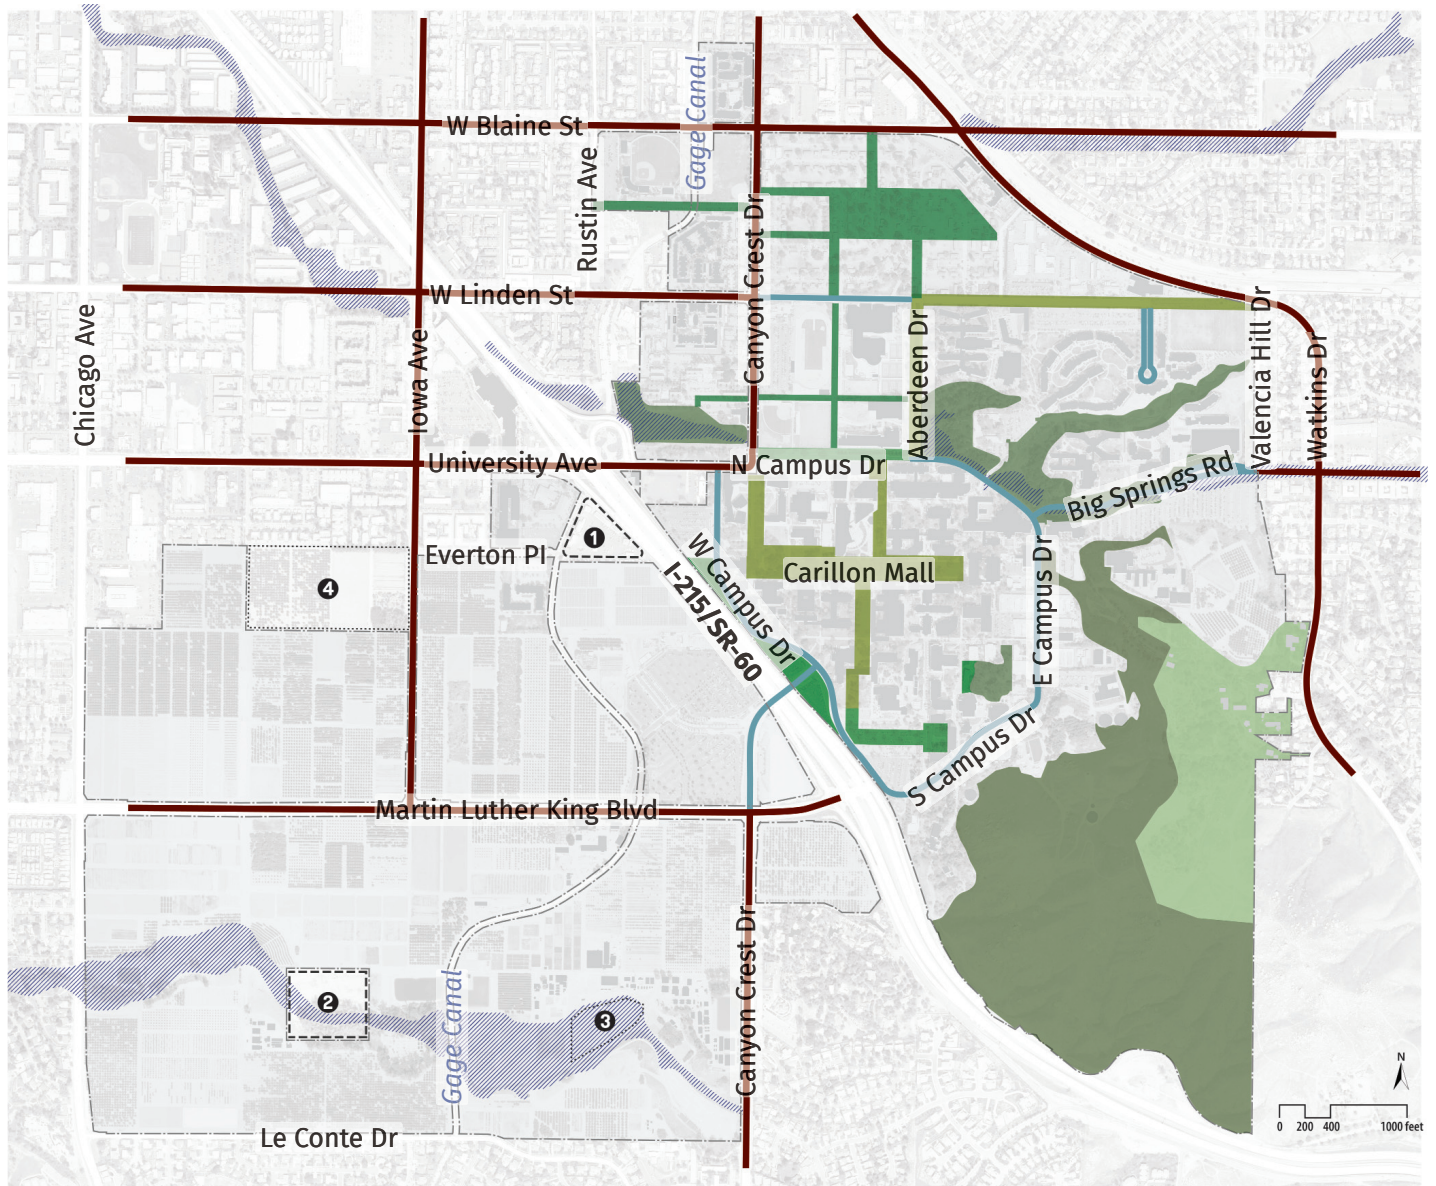 Gage Canal
W Blaine St
Rustin Ave
Canyon Crest Dr
W Linden St
Chicago Ave
Iowa Ave
Aberdeen Dr
Valencia Hill Dr
Watkins Dr
University Ave
N Campus Dr
Big Springs Rd
1
Everton Pl
W Campus Dr
Carillon Mall
4
I-215/SR-60
E Campus Dr
S Campus Dr
Martin Luther King Blvd
2
3
Gage Canal
Canyon Crest Dr
Le Conte Dr
N
0 200 400 1000 feet